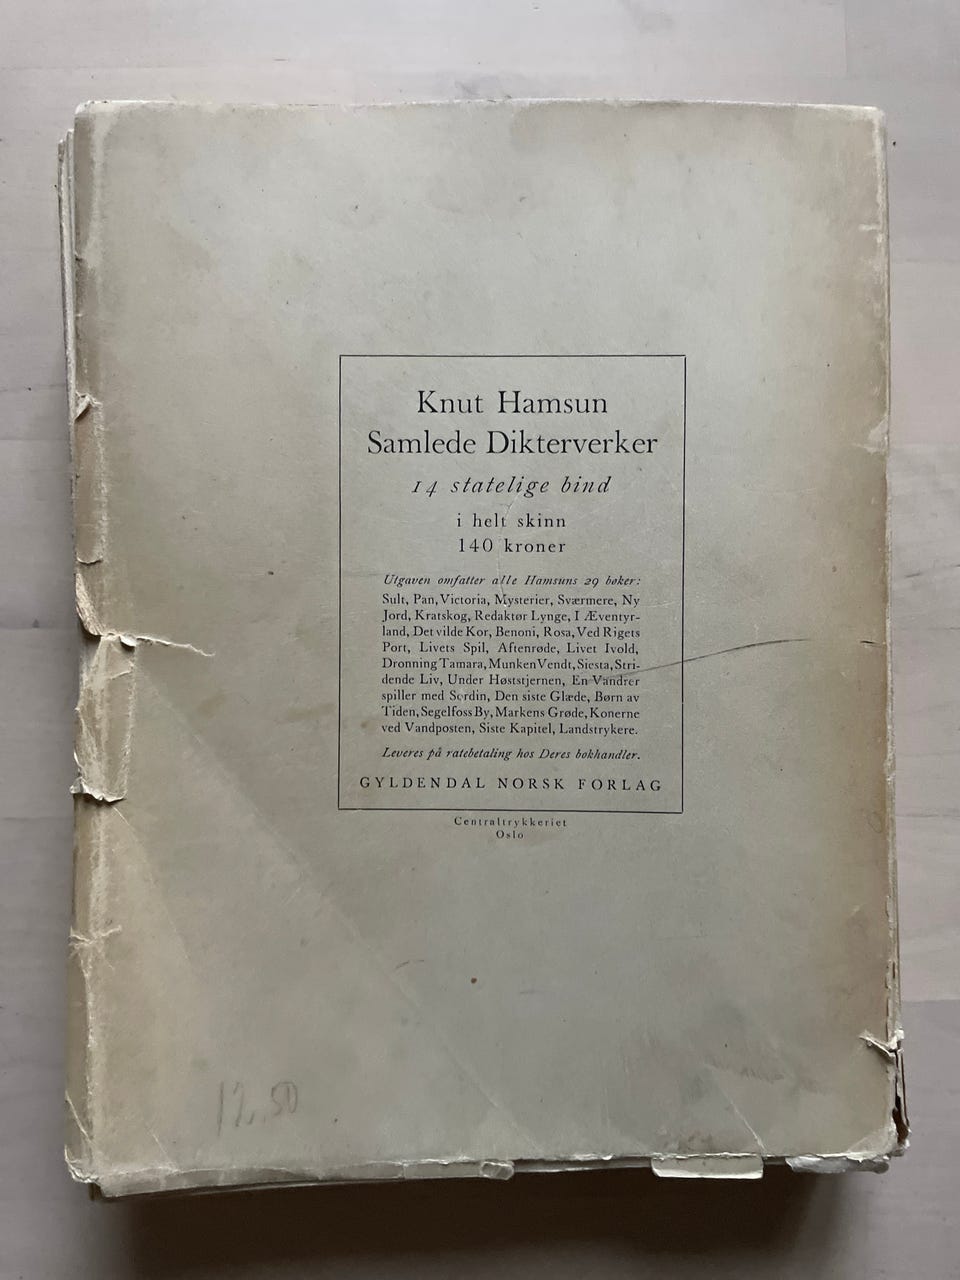 Knut Hamsun
Samlede Dikterverker
14 statelige bind
i helt skinn
140 kroner
Utgaven omfatter alle Hamsuns 29 bøker:
Sult, Pan, Victoria, Mysterier, Sværmere, Ny
Jord, Kratskog, Redaktør Lynge, I Æventyr-
land, Det vilde Kor, Benoni, Rosa, Ved Rigets
Port, Livets Spil, Aftenrøde, Livet Ivold,
Dronning Tamara, Munken Vendt, Siesta, Stri-
dende Liv, Under Høststjernen, En Vandrer
spiller med Sordin, Den siste Glæde, Børn av
Tiden, Segelfoss By, Markens Grøde, Konerne
ved Vandposten, Siste Kapitel, Landstrykere.
Leveres på ratebetaling hos Deres bokhandler.
GYLDENDAL NORSK FORLAG
Centraltrykkeriet
Oslo
12.50